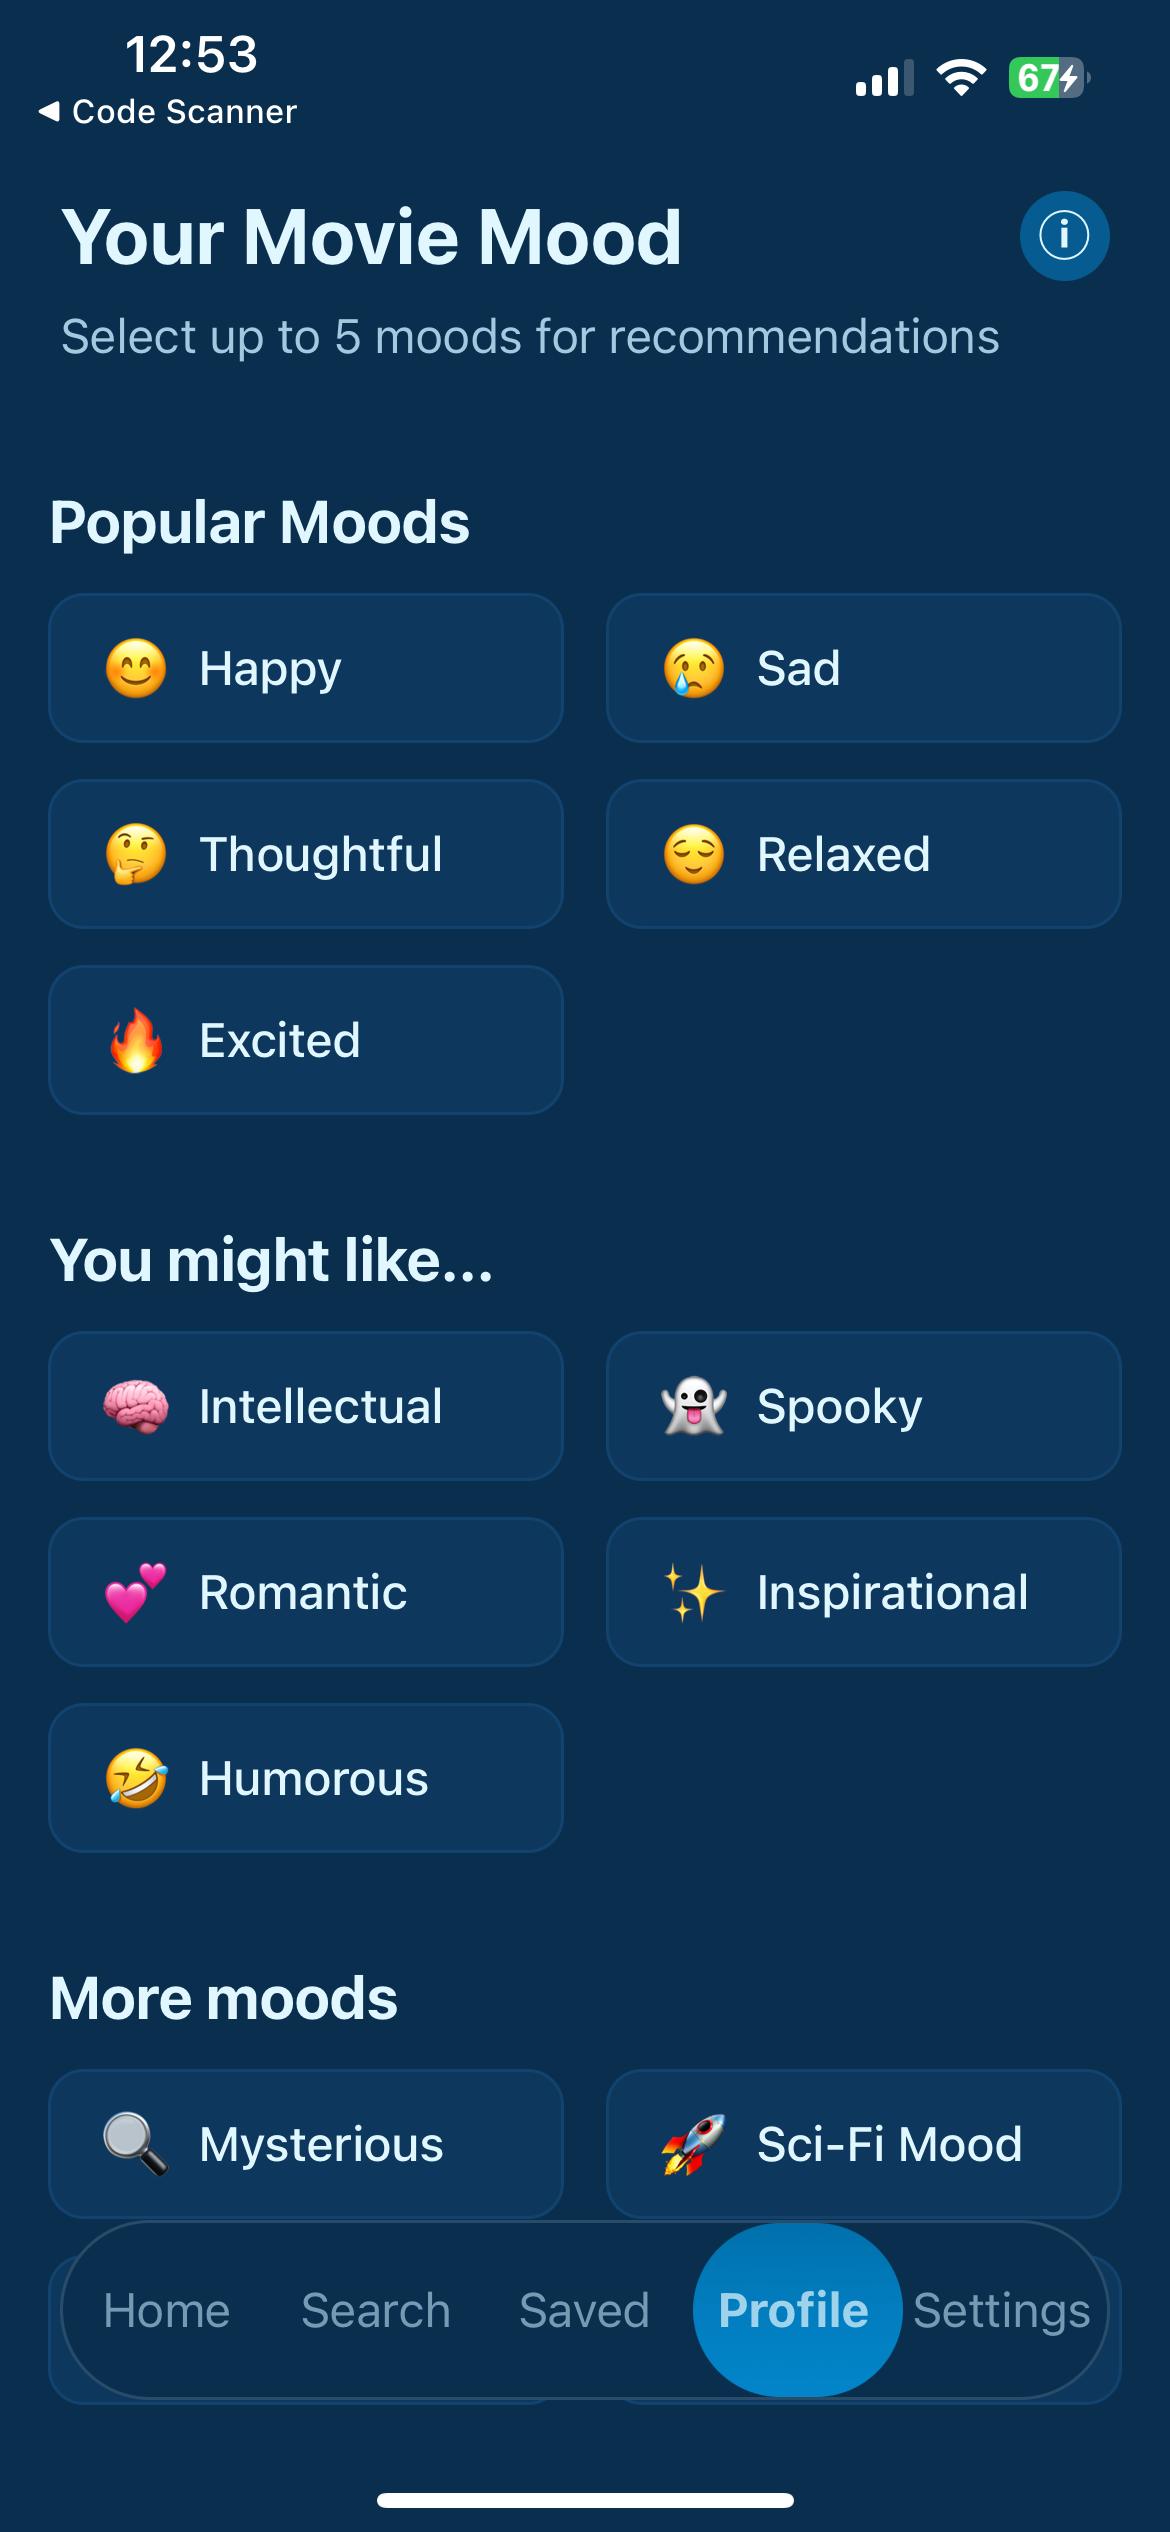 12:53
67
◀ Code Scanner
Your Movie Mood
Select up to 5 moods for recommendations
Popular Moods
😊 Happy
😢 Sad
🤔 Thoughtful
😌 Relaxed
🔥 Excited
You might like...
🧠 Intellectual
👻 Spooky
💕 Romantic
✨ Inspirational
🤣 Humorous
More moods
🔍 Mysterious
🚀 Sci-Fi Mood
Home Search Saved Profile Settings